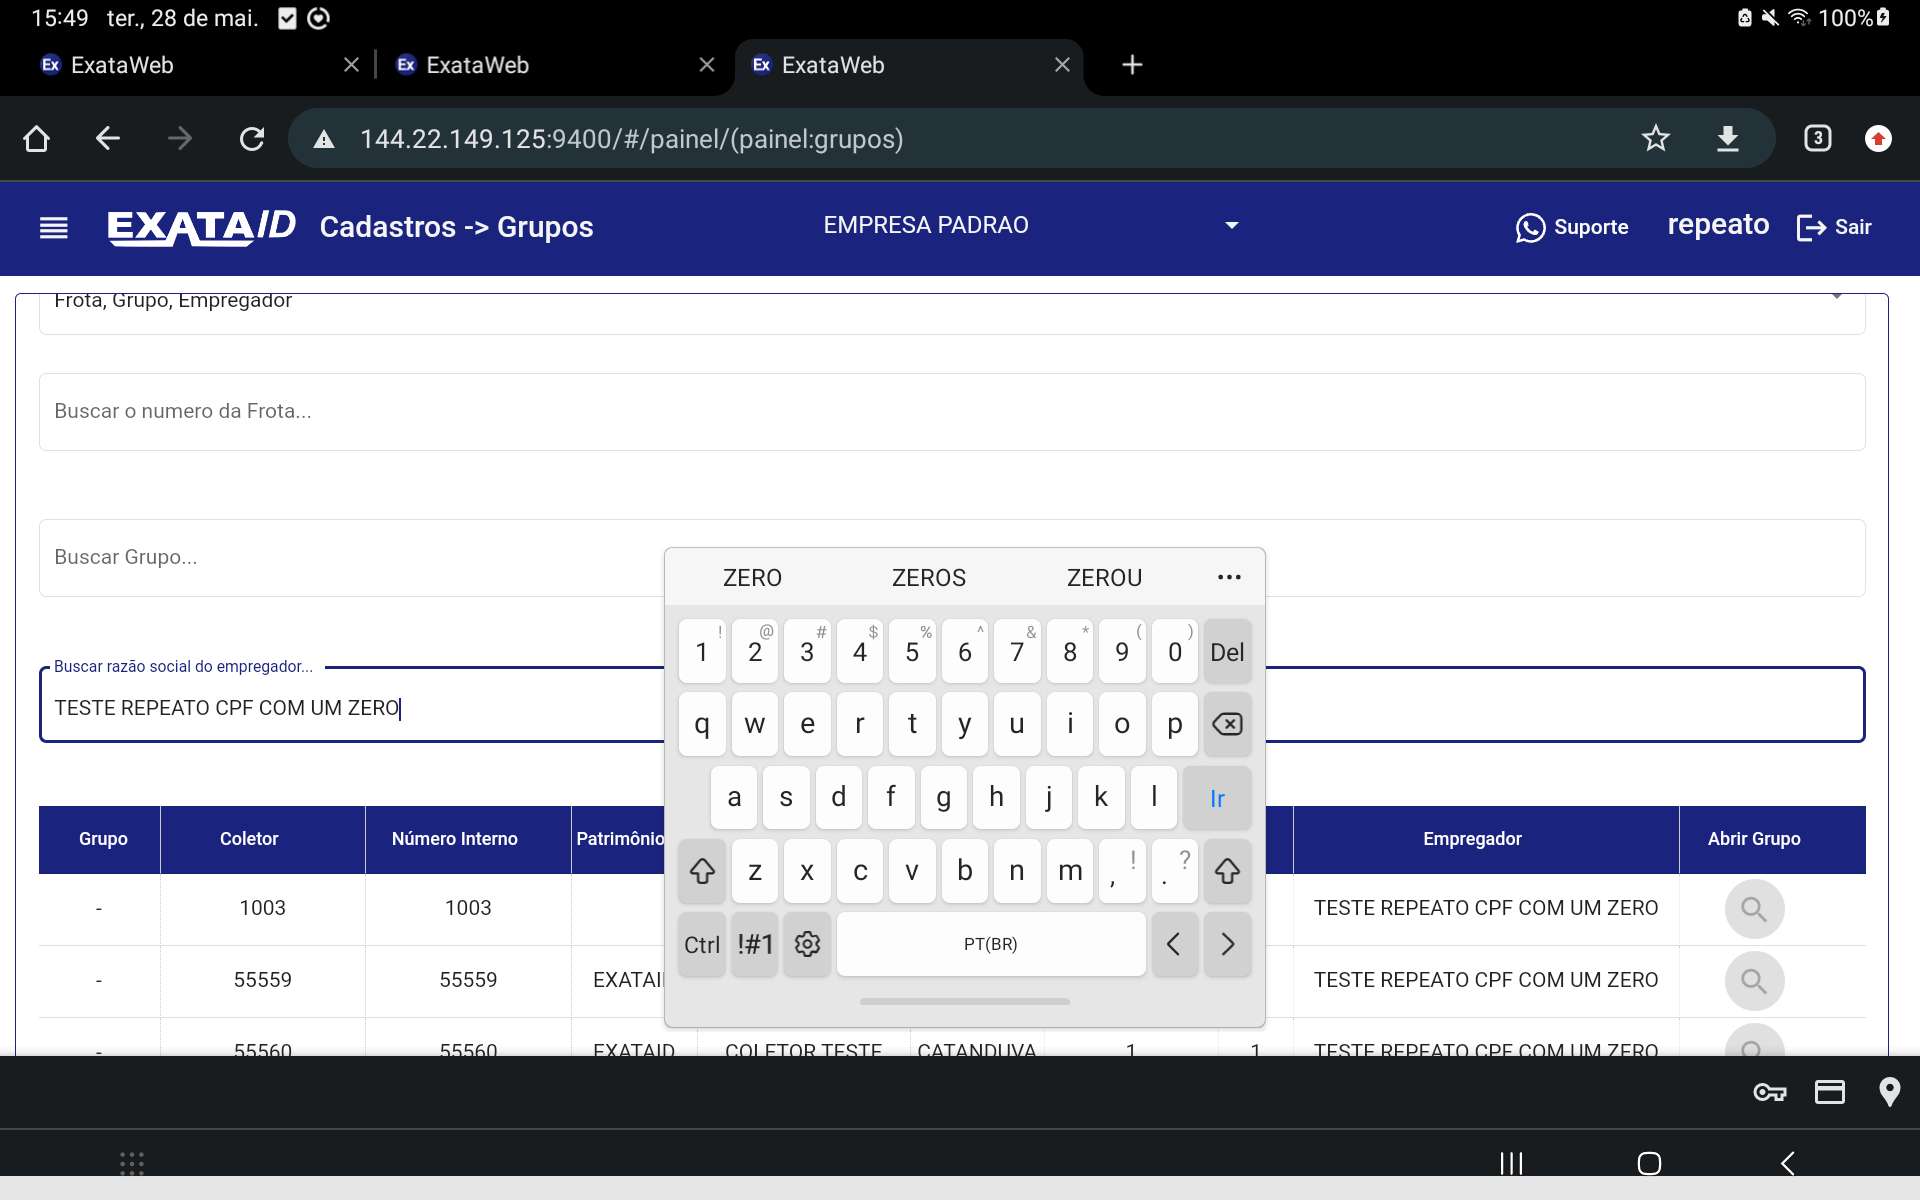 15:49 ter., 28 de mai. 100%
Ex ExataWeb Ex ExataWeb Ex ExataWeb
144.22.149.125:9400/#/painel/(painel:grupos) 3
EXATAID Cadastros -> Grupos EMPRESA PADRAO Suporte repeato Sair
Frota, Grupo, Empregador
Buscar o numero da Frota...
Buscar Grupo...
Buscar razão social do empregador...
TESTE REPEATO CPF COM UM ZERO
ZERO ZEROS ZEROU ...
! @ # $ % ^ & * ( )
1 2 3 4 5 6 7 8 9 0 Del
q w e r t y u i o p
a s d f g h j k l Ir
z x c v b n m , ! . ?
Ctrl !#1 PT(BR) < >
Grupo Coletor Número Interno Patrimônio Empregador Abrir Grupo
- 1003 1003 TESTE REPEATO CPF COM UM ZERO
- 55559 55559 EXATAI TESTE REPEATO CPF COM UM ZERO
- 55560 55560 EXATAID COLETOR TESTE CATANDUVA 1 1 TESTE REPEATO CPF COM UM ZERO